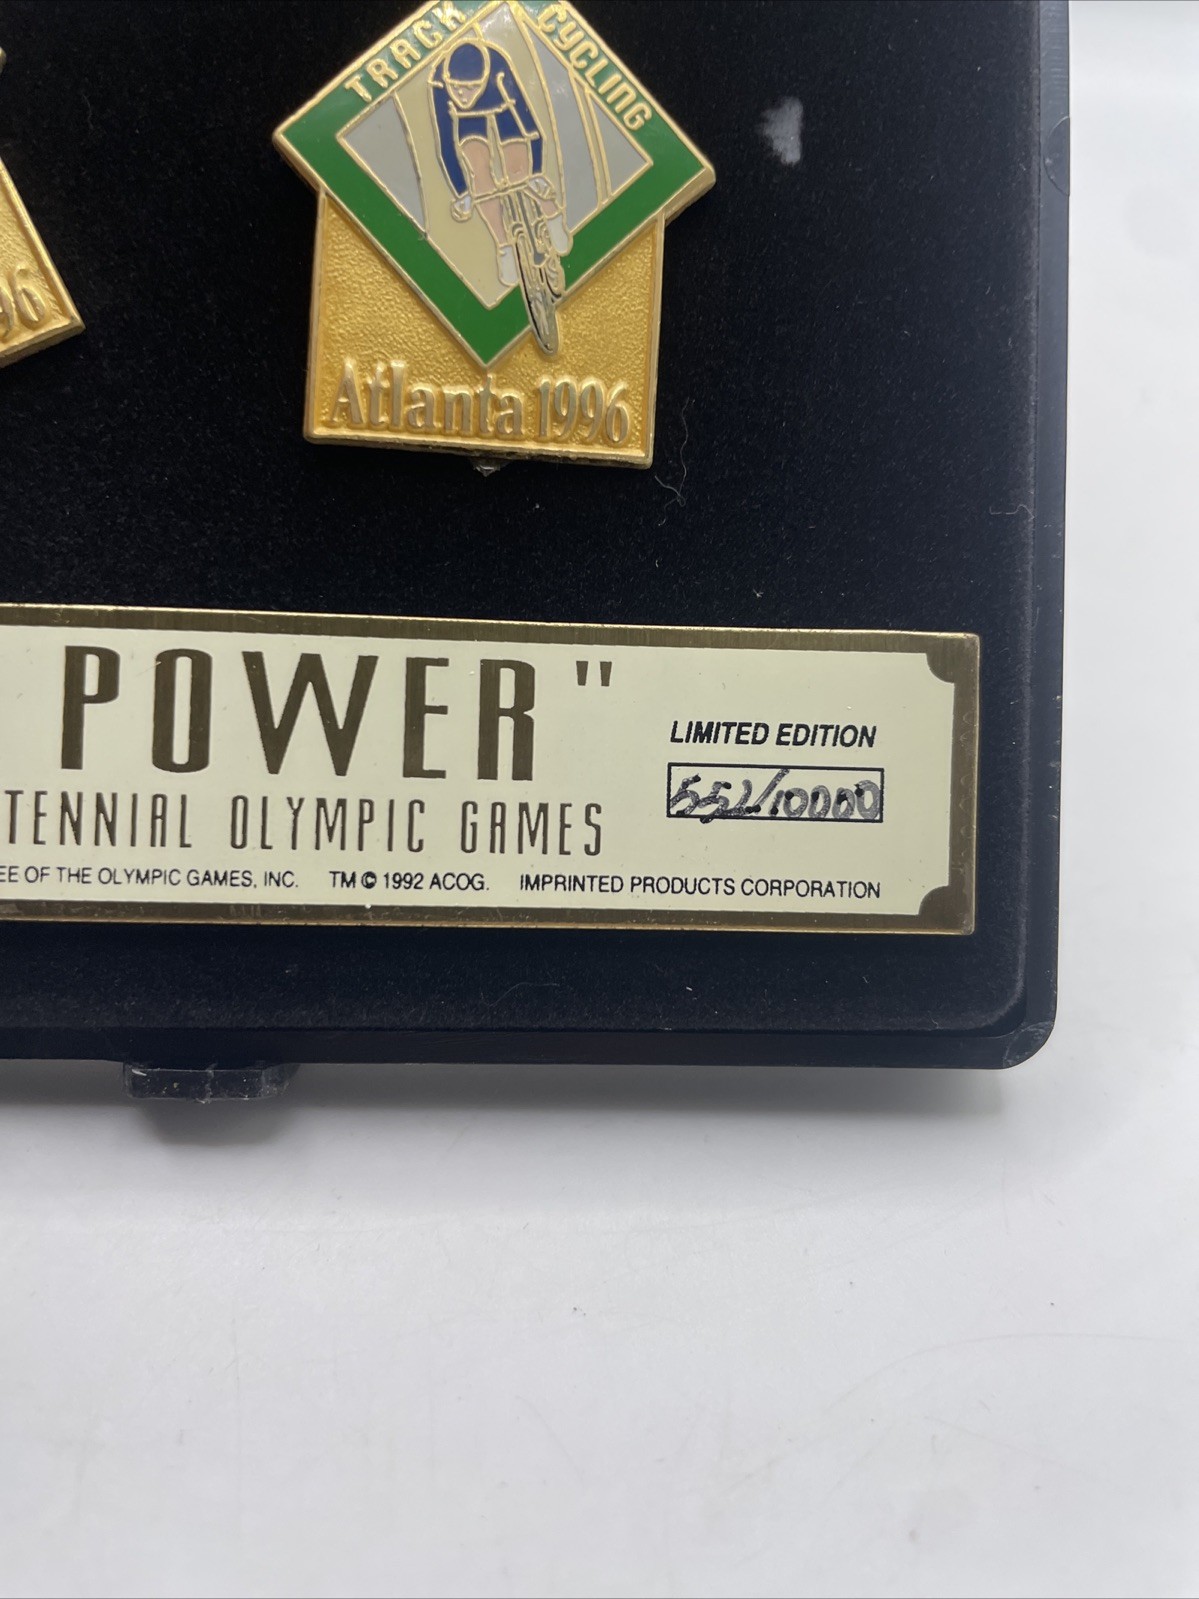 TRACK CYCLING
Atlanta 1996
96
POWER"
TENNIAL OLYMPIC GAMES
LIMITED EDITION
/10000
EE OF THE OLYMPIC GAMES, INC. TM © 1992 ACOG. IMPRINTED PRODUCTS CORPORATION